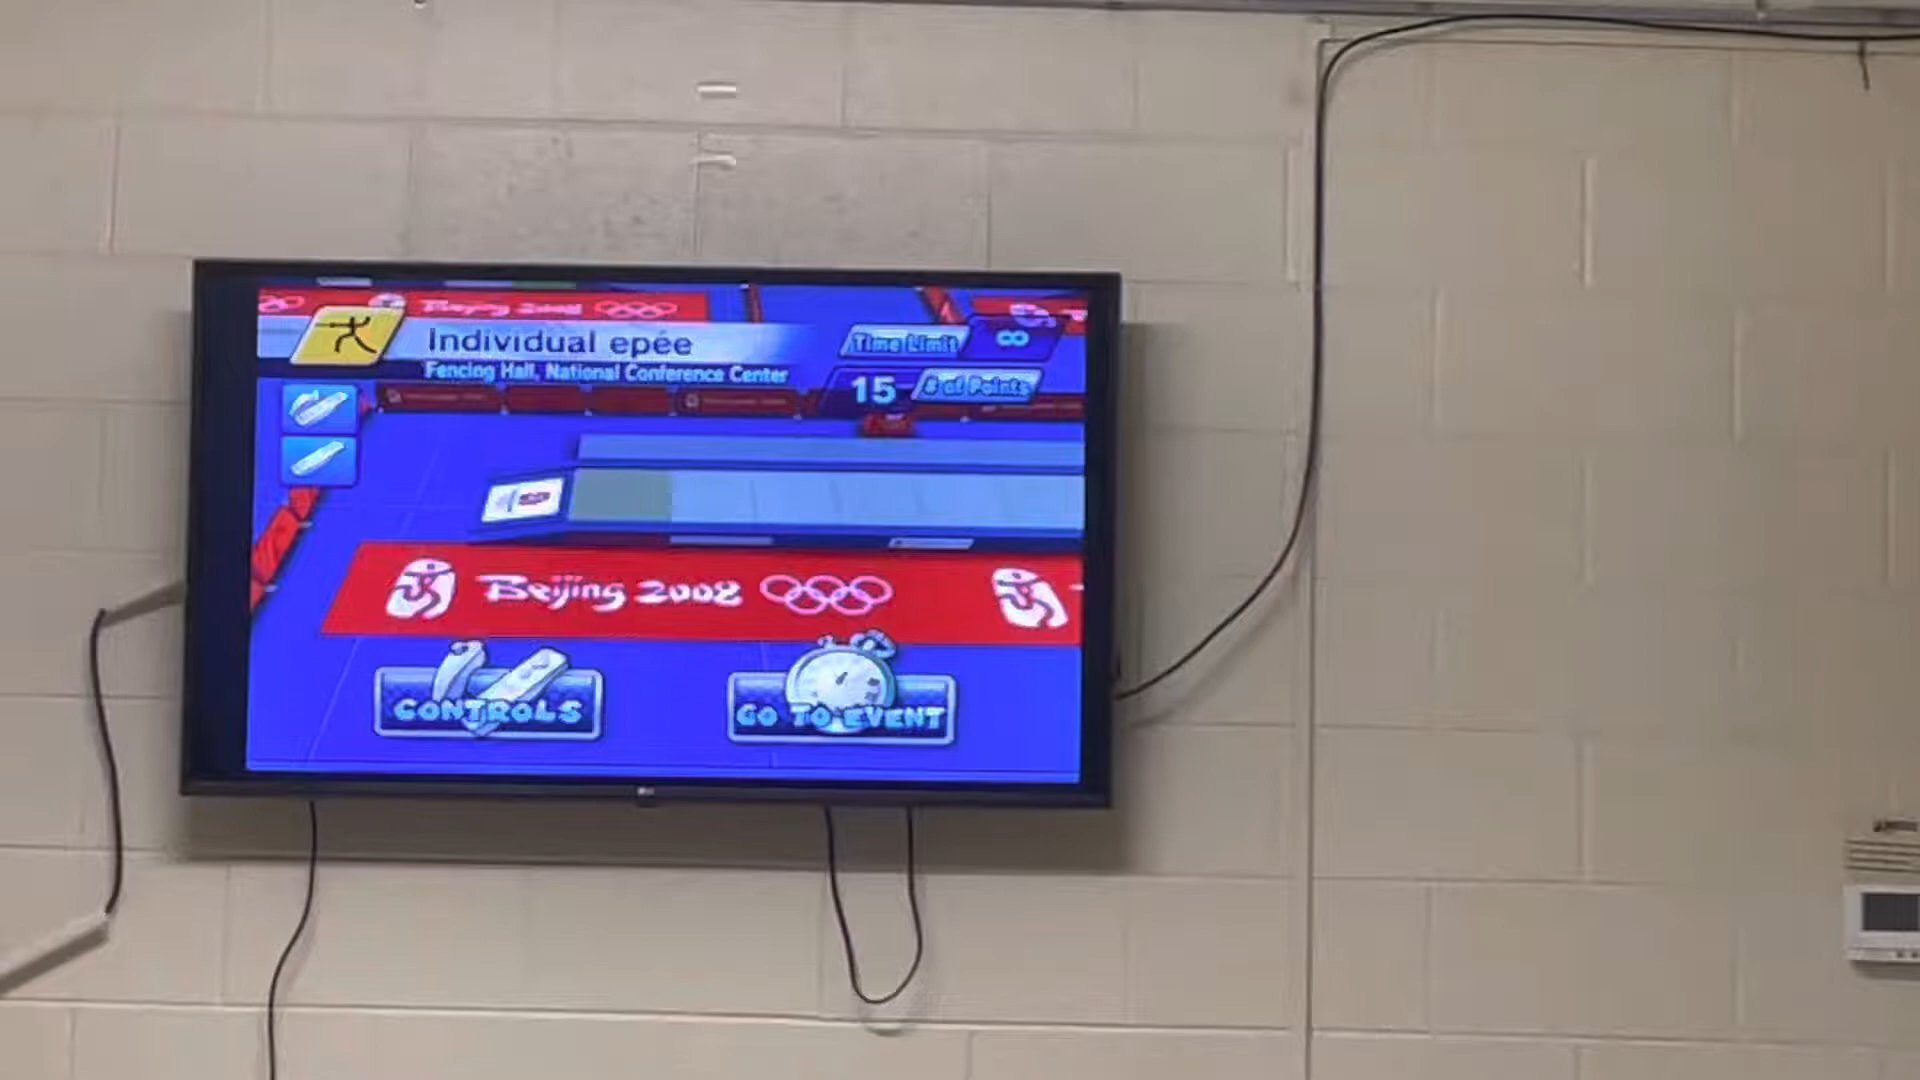 Beijing 2008
Individual epée
Time Limit ∞
Fencing Hall, National Conference Center
15 # of Points
Beijing 2008
CONTROLS
GO TO EVENT
LG